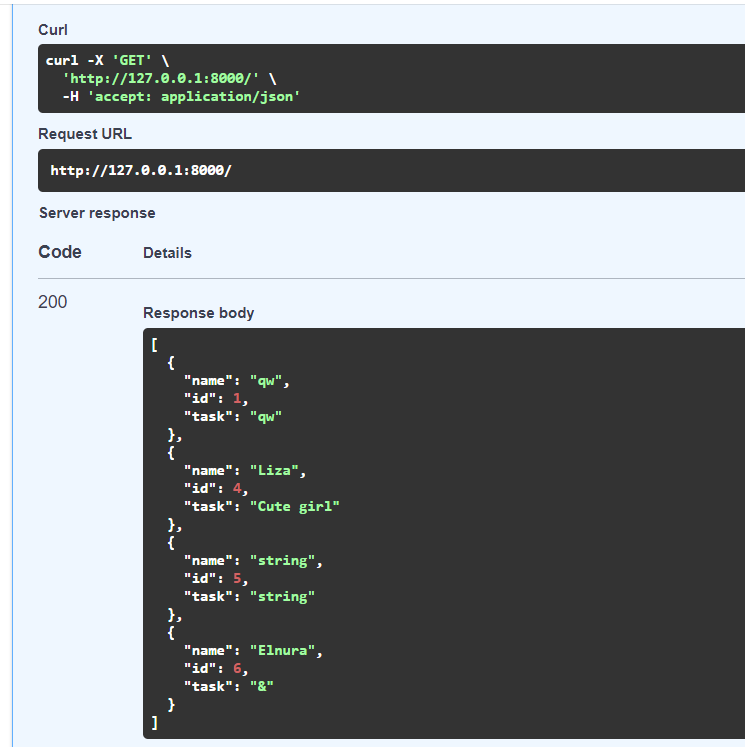 Curl
curl -X 'GET' \
  'http://127.0.0.1:8000/' \
  -H 'accept: application/json'
Request URL
http://127.0.0.1:8000/
Server response
Code Details
200
Response body
[
  {
    "name": "qw",
    "id": 1,
    "task": "qw"
  },
  {
    "name": "Liza",
    "id": 4,
    "task": "Cute girl"
  },
  {
    "name": "string",
    "id": 5,
    "task": "string"
  },
  {
    "name": "Elnura",
    "id": 6,
    "task": "&"
  }
]